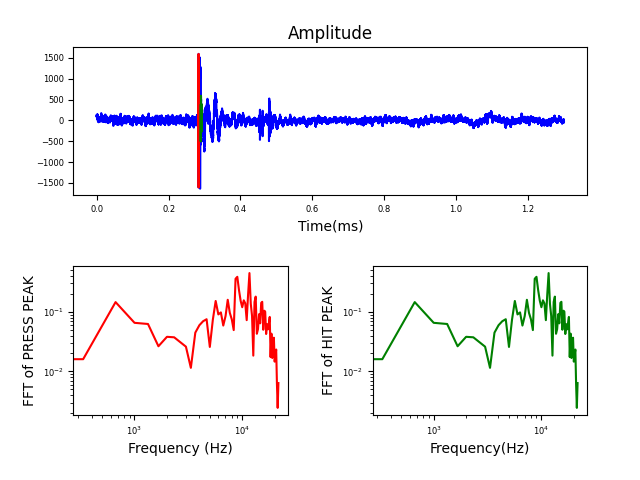 Amplitude
1500
1000
500
0
−500
−1000
−1500
0.0 0.2 0.4 0.6 0.8 1.0 1.2
Time(ms)
FFT of PRESS PEAK
10⁻¹
10⁻²
10³ 10⁴
Frequency (Hz)
FFT of HIT PEAK
10⁻¹
10⁻²
10³ 10⁴
Frequency(Hz)